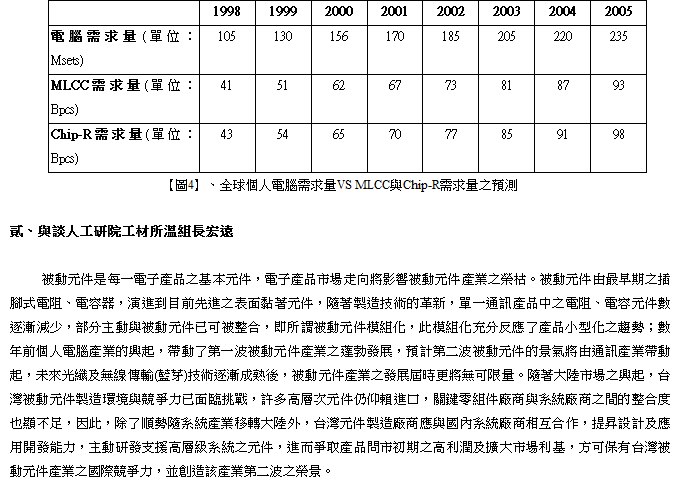 1998 1999 2000 2001 2002 2003 2004 2005
電腦需求量(單位：Msets) 105 130 156 170 185 205 220 235
MLCC需求量(單位：Bpcs) 41 51 62 67 73 81 87 93
Chip-R需求量(單位：Bpcs) 43 54 65 70 77 85 91 98
【圖4】、全球個人電腦需求量VS MLCC與Chip-R需求量之預測
貳、與談人工研院工材所溫組長宏遠
被動元件是每一電子產品之基本元件，電子產品市場走向將影響被動元件產業之榮枯。被動元件由最早期之插
腳式電阻、電容器，演進到目前先進之表面黏著元件，隨著製造技術的革新，單一通訊產品中之電阻、電容元件數
逐漸減少，部分主動與被動元件已可被整合，即所謂被動元件模組化，此模組化充分反應了產品小型化之趨勢；數
年前個人電腦產業的興起，帶動了第一波被動元件產業之蓬勃發展，預計第二波被動元件的景氣將由通訊產業帶動
起，未來光纖及無線傳輸(藍芽)技術逐漸成熟後，被動元件產業之發展屆時更將無可限量。隨著大陸市場之興起，台
灣被動元件製造環境與競爭力已面臨挑戰，許多高層次元件仍仰賴進口，關鍵零組件廠商與系統廠商之間的整合度
也顯不足，因此，除了順勢隨系統產業移轉大陸外，台灣元件製造廠商應與國內系統廠商相互合作，提昇設計及應
用開發能力，主動研發支援高層級系統之元件，進而爭取產品問市初期之高利潤及擴大市場利基，方可保有台灣被
動元件產業之國際競爭力，並創造該產業第二波之榮景。